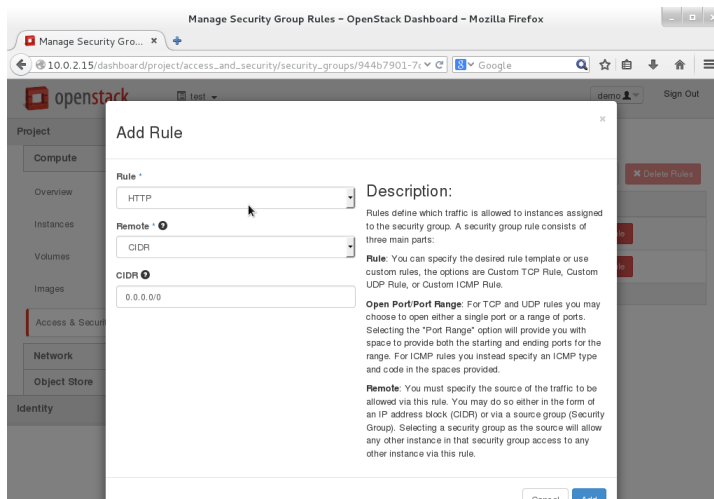 Manage Security Group Rules – OpenStack Dashboard – Mozilla Firefox
Manage Security Gro...
10.0.2.15/dashboard/project/access_and_security/security_groups/944b7901-7
Google
openstack
test
demo
Sign Out
Add Rule
Project
Compute
Overview
Instances
Volumes
Images
Access & Securi
Network
Object Store
Identity
Delete Rules
Rule *
HTTP
Remote *
CIDR
CIDR
0.0.0.0/0
Description:
Rules define which traffic is allowed to instances assigned
to the security group. A security group rule consists of
three main parts:
Rule: You can specify the desired rule template or use
custom rules, the options are Custom TCP Rule, Custom
UDP Rule, or Custom ICMP Rule.
Open Port/Port Range: For TCP and UDP rules you may
choose to open either a single port or a range of ports.
Selecting the "Port Range" option will provide you with
space to provide both the starting and ending ports for the
range. For ICMP rules you instead specify an ICMP type
and code in the spaces provided.
Remote: You must specify the source of the traffic to be
allowed via this rule. You may do so either in the form of
an IP address block (CIDR) or via a source group (Security
Group). Selecting a security group as the source will allow
any other instance in that security group access to any
other instance via this rule.
Cancel
Add